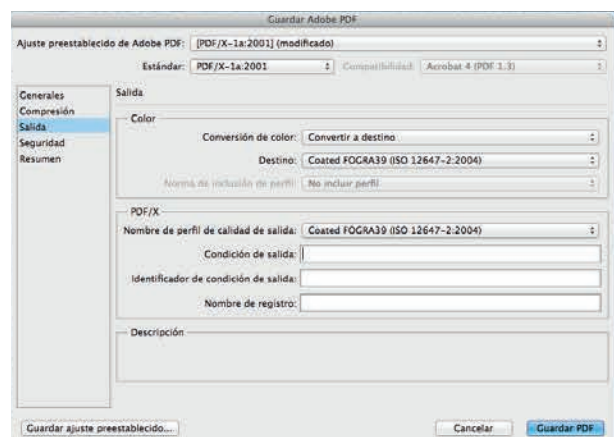 Guardar Adobe PDF
Ajuste preestablecido de Adobe PDF: [PDF/X-1a:2001] (modificado)
Estándar: PDF/X-1a:2001 Compatibilidad: Acrobat 4 (PDF 1.3)
Generales
Compresión
Salida
Seguridad
Resumen
Salida
Color
Conversión de color: Convertir a destino
Destino: Coated FOGRA39 (ISO 12647-2:2004)
Norma de inclusión de perfil: No incluir perfil
PDF/X
Nombre de perfil de calidad de salida: Coated FOGRA39 (ISO 12647-2:2004)
Condición de salida:
Identificador de condición de salida:
Nombre de registro:
Descripción
Guardar ajuste preestablecido... Cancelar Guardar PDF